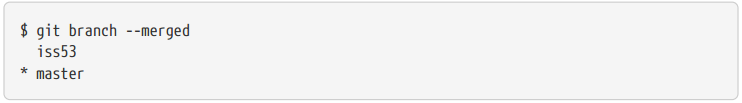 $ git branch --merged
  iss53
* master